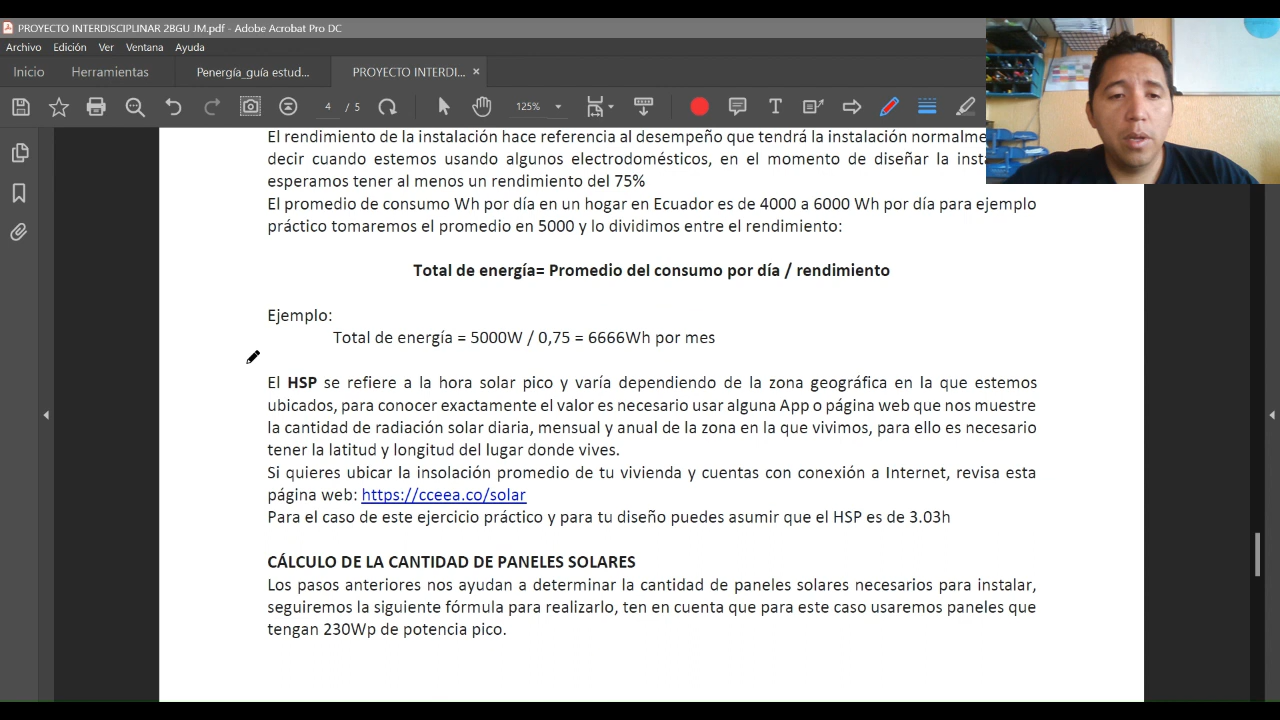 PROYECTO INTERDISCIPLINAR 2BGU JM.pdf - Adobe Acrobat Pro DC
Archivo Edición Ver Ventana Ayuda
Inicio Herramientas Penergía_guía estud... PROYECTO INTERDI... ×
4 / 5 125%
El rendimiento de la instalación hace referencia al desempeño que tendrá la instalación normalme
decir cuando estemos usando algunos electrodomésticos, en el momento de diseñar la insta
esperamos tener al menos un rendimiento del 75%
El promedio de consumo Wh por día en un hogar en Ecuador es de 4000 a 6000 Wh por día para ejemplo
práctico tomaremos el promedio en 5000 y lo dividimos entre el rendimiento:
Total de energía= Promedio del consumo por día / rendimiento
Ejemplo:
Total de energía = 5000W / 0,75 = 6666Wh por mes
El HSP se refiere a la hora solar pico y varía dependiendo de la zona geográfica en la que estemos
ubicados, para conocer exactamente el valor es necesario usar alguna App o página web que nos muestre
la cantidad de radiación solar diaria, mensual y anual de la zona en la que vivimos, para ello es necesario
tener la latitud y longitud del lugar donde vives.
Si quieres ubicar la insolación promedio de tu vivienda y cuentas con conexión a Internet, revisa esta
página web: https://cceea.co/solar
Para el caso de este ejercicio práctico y para tu diseño puedes asumir que el HSP es de 3.03h
CÁLCULO DE LA CANTIDAD DE PANELES SOLARES
Los pasos anteriores nos ayudan a determinar la cantidad de paneles solares necesarios para instalar,
seguiremos la siguiente fórmula para realizarlo, ten en cuenta que para este caso usaremos paneles que
tengan 230Wp de potencia pico.